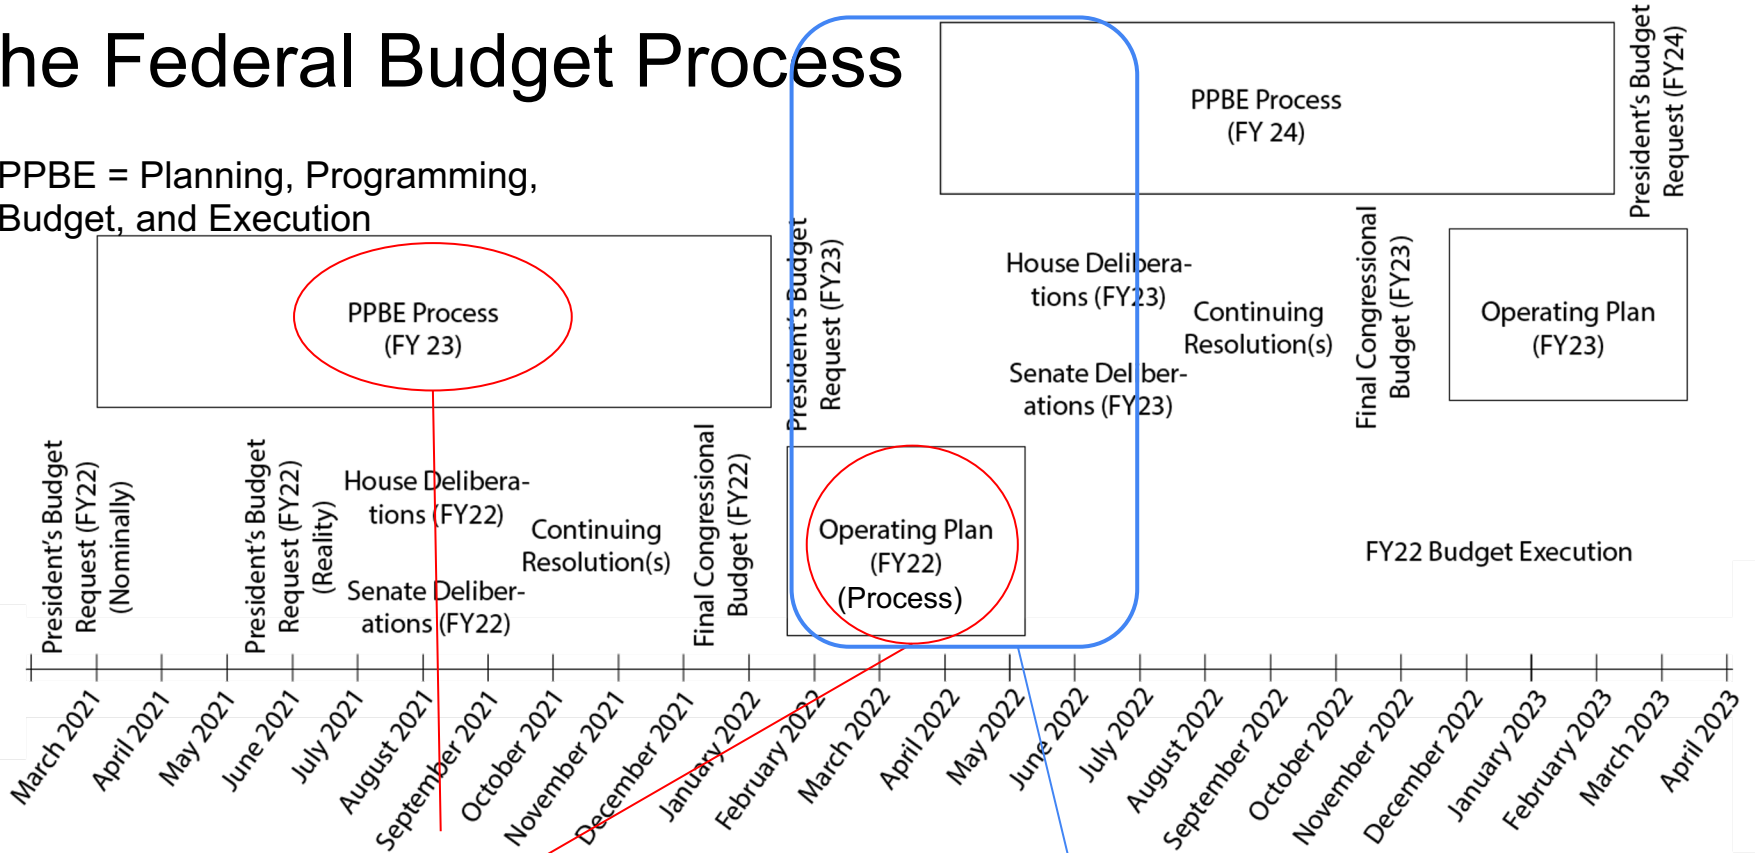 he Federal Budget Process
PPBE = Planning, Programming,
Budget, and Execution
PPBE Process
(FY 24)
President's Budget
Request (FY24)
PPBE Process
(FY 23)
President's Budget
Request (FY23)
House Delibera-
tions (FY23)
Senate Deliber-
ations (FY23)
Continuing
Resolution(s)
Final Congressional
Budget (FY23)
Operating Plan
(FY23)
President's Budget
Request (FY22)
(Nominally)
President's Budget
Request (FY22)
(Reality)
House Delibera-
tions (FY22)
Senate Deliber-
ations (FY22)
Continuing
Resolution(s)
Final Congressional
Budget (FY22)
Operating Plan
(FY22)
(Process)
FY22 Budget Execution
March 2021
April 2021
May 2021
June 2021
July 2021
August 2021
September 2021
October 2021
November 2021
December 2021
January 2022
February 2022
March 2022
April 2022
May 2022
June 2022
July 2022
August 2022
September 2022
October 2022
November 2022
December 2022
January 2023
February 2023
March 2023
April 2023